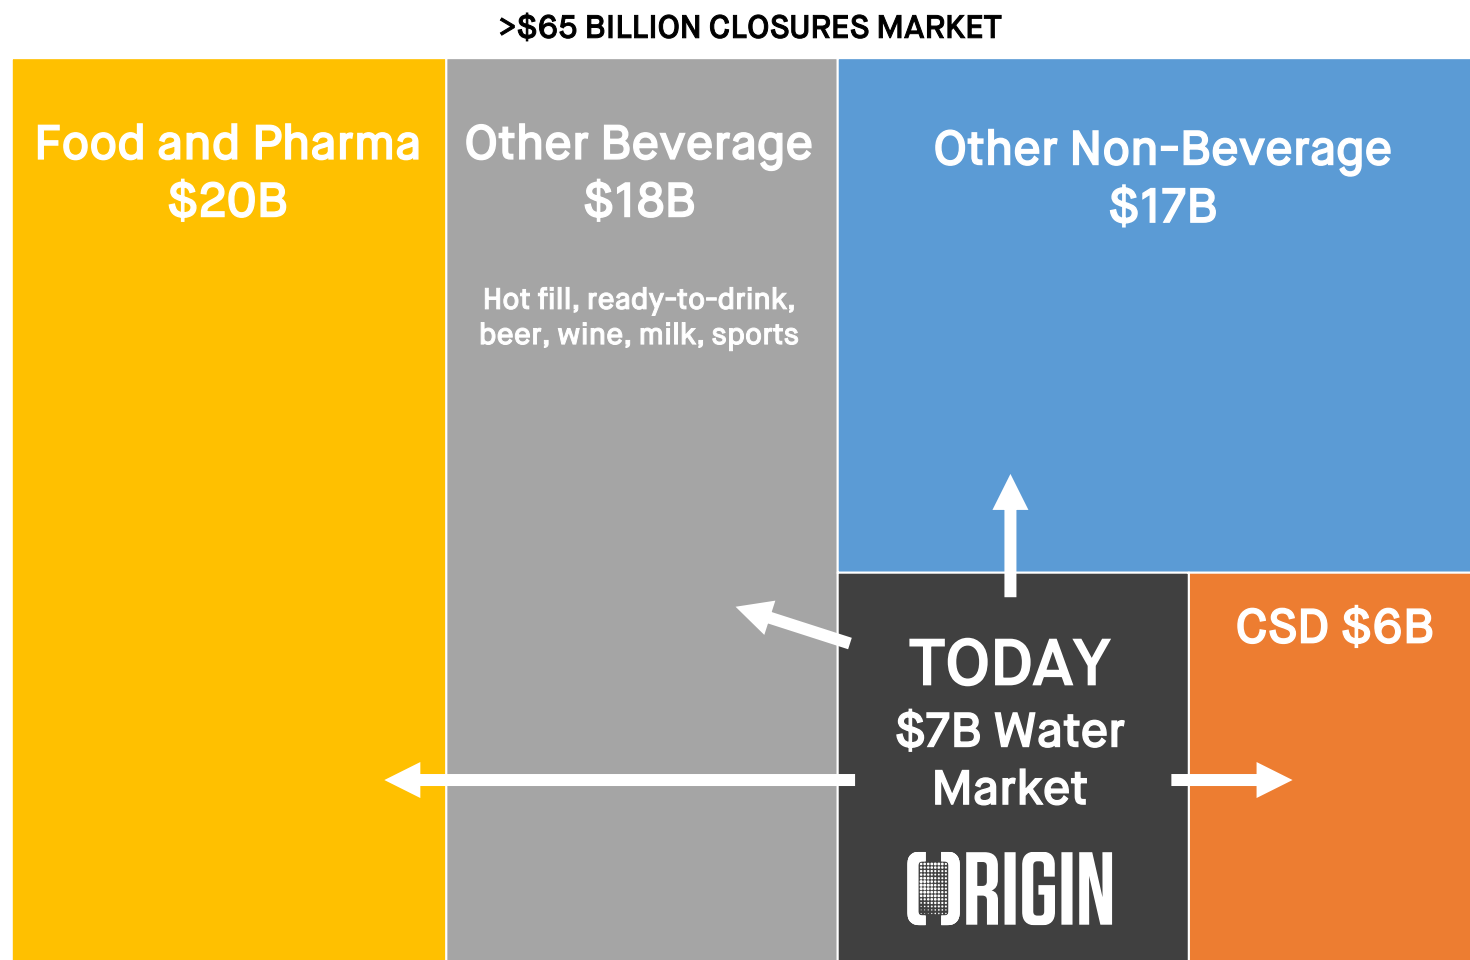 >$65 BILLION CLOSURES MARKET
Food and Pharma
$20B
Other Beverage
$18B
Hot fill, ready-to-drink,
beer, wine, milk, sports
Other Non-Beverage
$17B
TODAY
$7B Water
Market
ORIGIN
CSD $6B